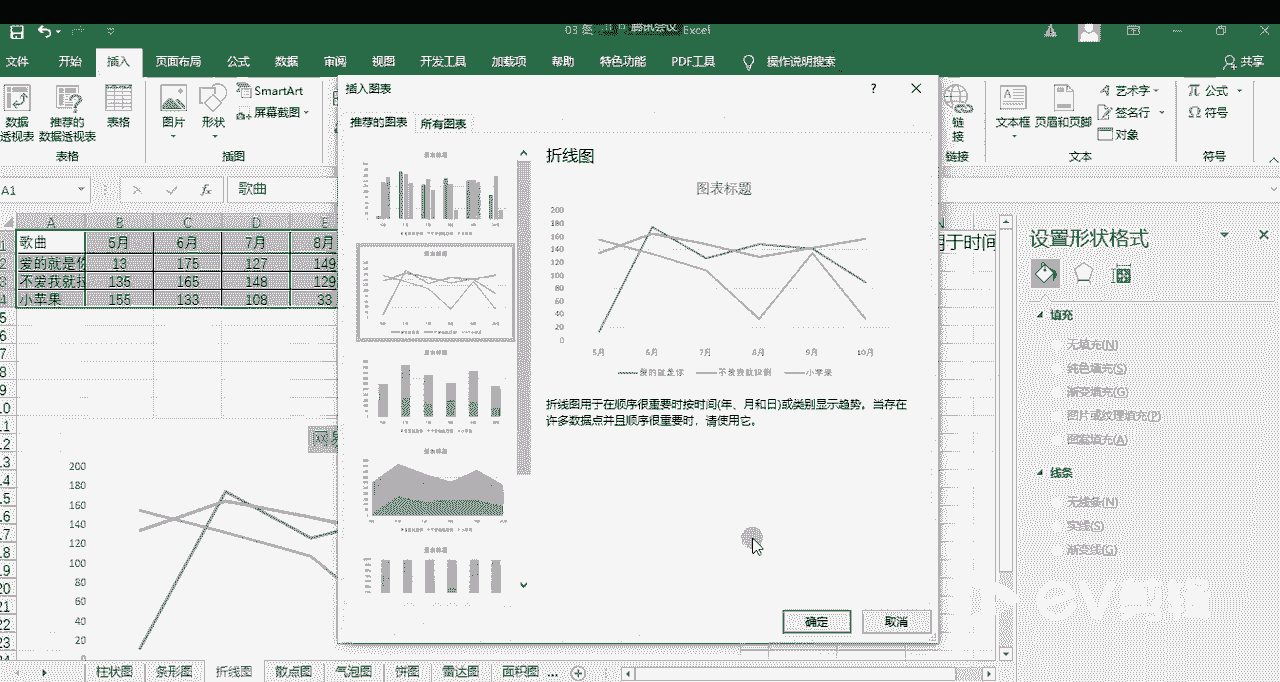 Excel
文件 开始 插入 页面布局 公式 数据 审阅 视图 开发工具 加载项 帮助 特色功能 PDF工具 操作说明搜索 共享
数据
透视表
推荐的
数据透视表
表格
表格
图片
形状
SmartArt
屏幕截图
插图
链
接
链接
文本框
页眉和页脚
艺术字
签名行
对象
文本
公式
符号
符号
A1
fx
歌曲
插入图表
?
推荐的图表 所有图表
折线图
图表标题
200
180
160
140
120
100
80
60
40
20
0
5月 6月 7月 8月 9月 10月
爱的就是你 小苹果
折线图用于在顺序很重要时按时间(年、月和日)或类别显示趋势。当存在
许多数据点并且顺序很重要时，请使用它。
确定 取消
A B C D E N
歌曲 5月 6月 7月 8月
爱的就是你 13 175 127 149
不爱我就拉 135 165 148 129
小苹果 155 133 108 33
用于时间
200
180
160
140
120
100
80
60
40
20
设置形状格式
填充
无填充(N)
纯色填充(S)
渐变填充(G)
图片或纹理填充(P)
图案填充(A)
线条
无线条(N)
实线(S)
渐变线(G)
柱状图 条形图 折线图 散点图 气泡图 饼图 雷达图 面积图 ...